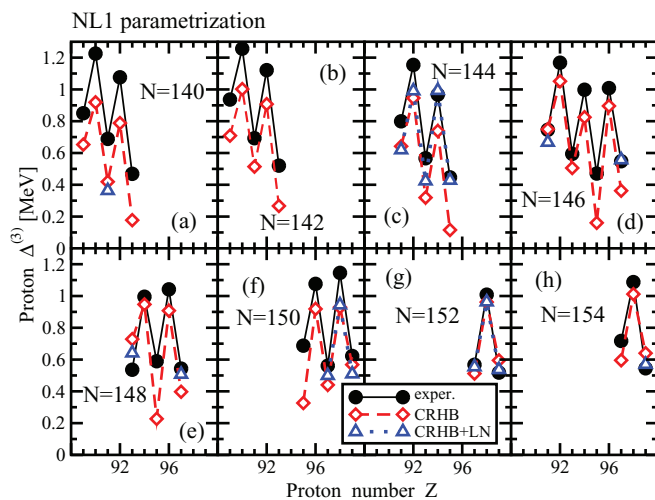 NL1 parametrization
Proton Δ(3) [MeV]
1.2
1
0.8
0.6
0.4
0.2
0
N=140
(a)
(b)
N=142
N=144
(c)
N=146
(d)
1.2
1
0.8
0.6
0.4
0.2
0
N=148
(e)
(f)
N=150
(g)
N=152
(h)
N=154
exper.
CRHB
CRHB+LN
92 96
92 96
92 96
92 96
Proton number Z